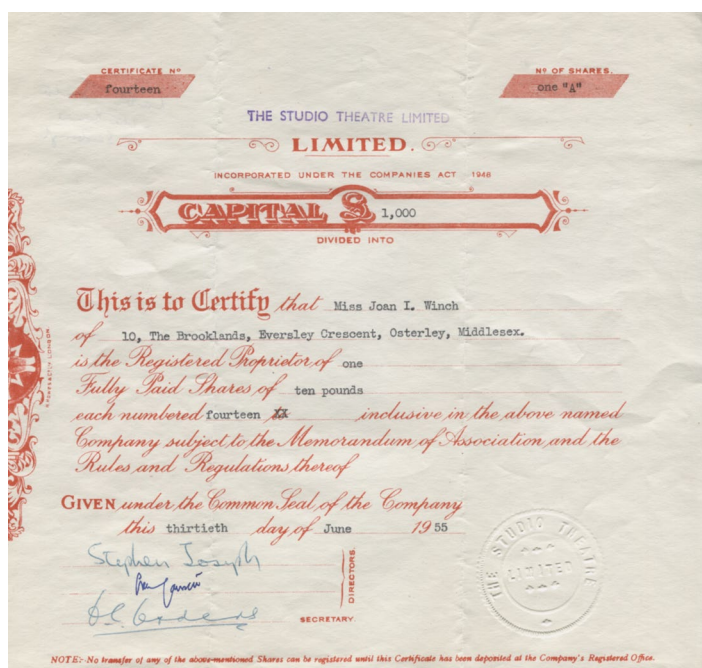 CERTIFICATE No
fourteen
No OF SHARES.
one "A"
THE STUDIO THEATRE LIMITED
LIMITED.
INCORPORATED UNDER THE COMPANIES ACT 1948
CAPITAL £ 1,000
DIVIDED INTO
This is to Certify that Miss Joan I. Winch
of 10, The Brooklands, Eversley Crescent, Osterley, Middlesex.
is the Registered Proprietor of one
Fully Paid Shares of ten pounds
each numbered fourteen inclusive in the above named
Company subject to the Memorandum of Association and the
Rules and Regulations thereof
GIVEN under the Common Seal of the Company
this thirtieth day of June 1955
Stephen Joseph
DIRECTORS.
SECRETARY.
THE STUDIO THEATRE
LIMITED
NOTE:- No transfer of any of the above-mentioned Shares can be registered until this Certificate has been deposited at the Company's Registered Office.